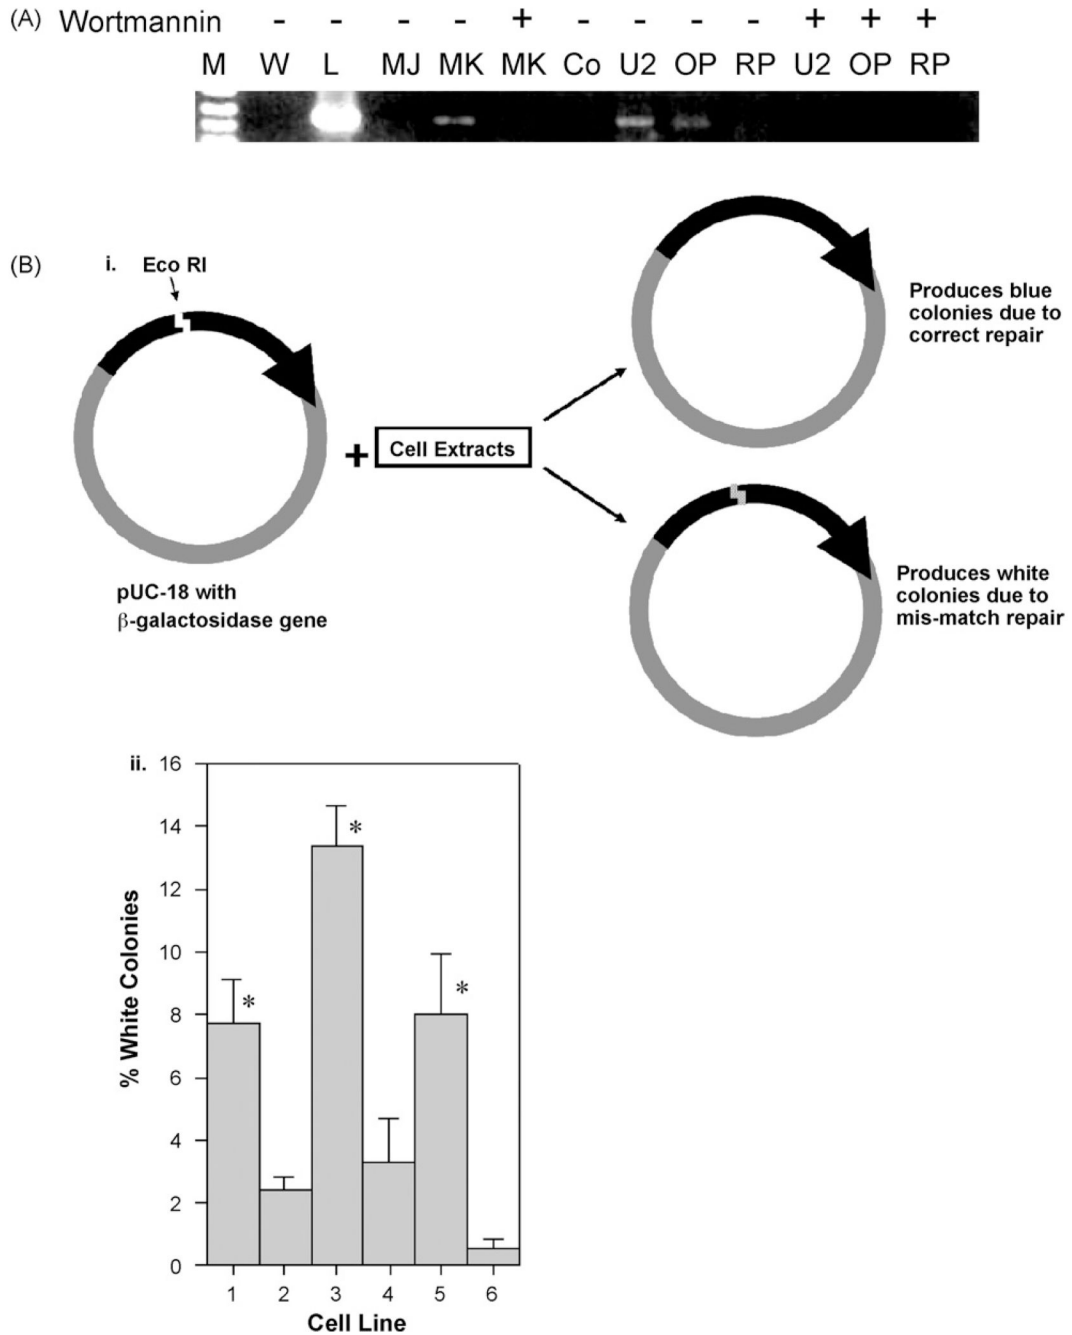 (A) Wortmannin - - - - + - - - - + + +
M W L MJ MK MK Co U2 OP RP U2 OP RP
(B)
i. Eco RI
Produces blue
colonies due to
correct repair
+ Cell Extracts
pUC-18 with
β-galactosidase gene
Produces white
colonies due to
mis-match repair
ii.
% White Colonies
16
14
12
10
8
6
4
2
0
*
*
*
1 2 3 4 5 6
Cell Line